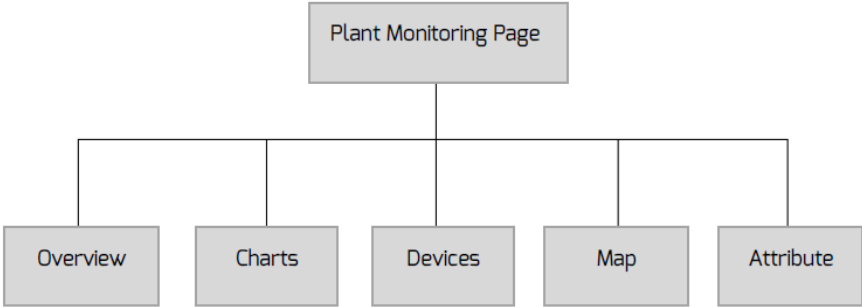 Plant Monitoring Page
Overview
Charts
Devices
Map
Attribute